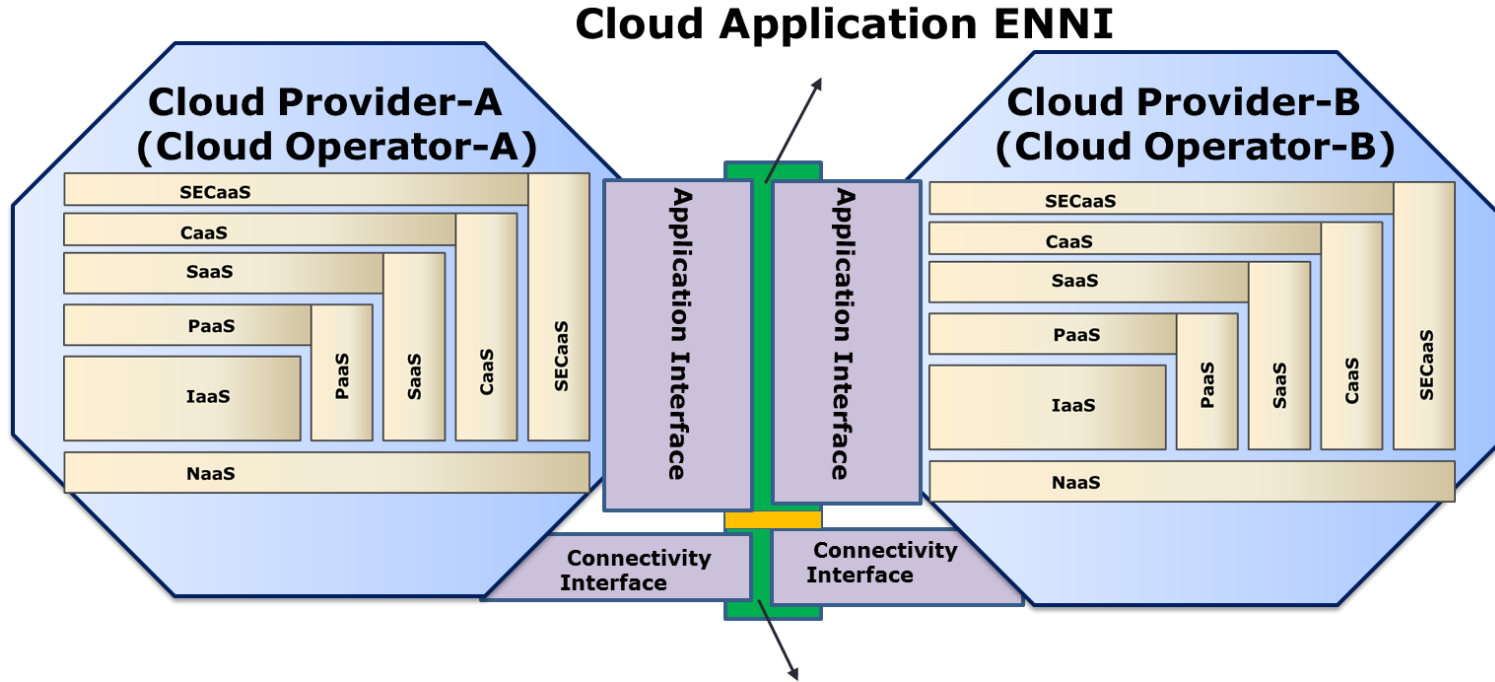 Cloud Application ENNI
Cloud Provider-A
(Cloud Operator-A)
SECaaS
CaaS
SaaS
PaaS
IaaS
NaaS
PaaS
SaaS
CaaS
SECaaS
Application Interface
Connectivity
Interface
Application Interface
Connectivity
Interface
Cloud Provider-B
(Cloud Operator-B)
SECaaS
CaaS
SaaS
PaaS
IaaS
NaaS
PaaS
SaaS
CaaS
SECaaS